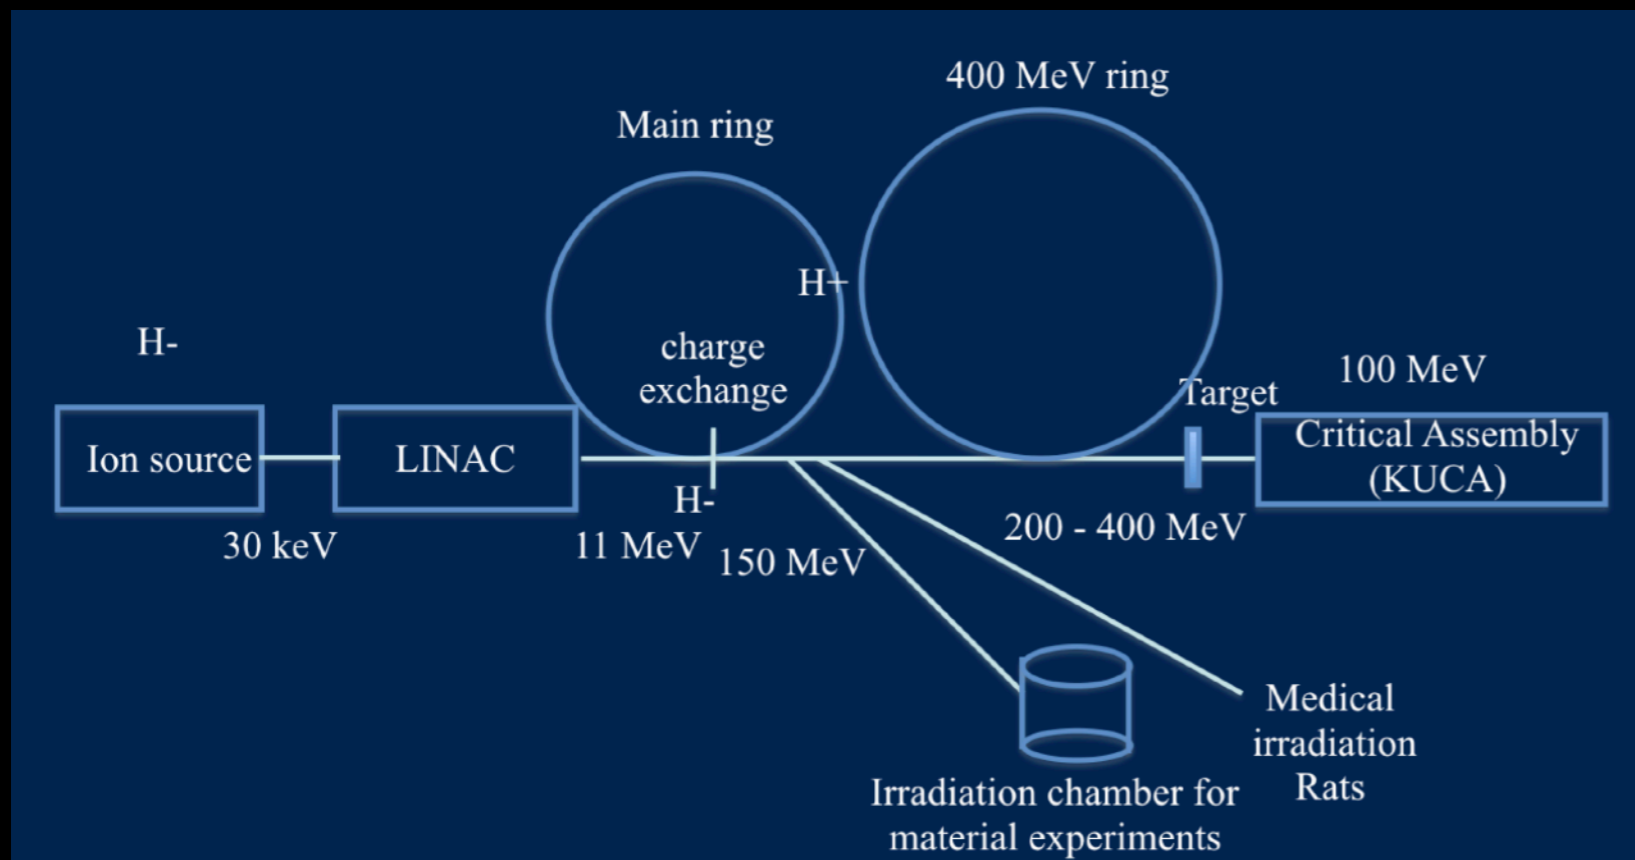 400 MeV ring
Main ring
H+
H-
charge
exchange
100 MeV
Target
Ion source
LINAC
Critical Assembly
(KUCA)
H-
30 keV
11 MeV
150 MeV
200 - 400 MeV
Medical
irradiation
Rats
Irradiation chamber for
material experiments